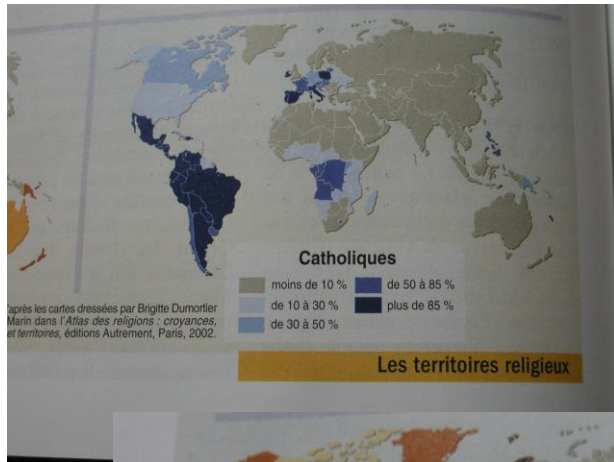 Catholiques
moins de 10 %
de 10 à 30 %
de 30 à 50 %
de 50 à 85 %
plus de 85 %
'après les cartes dressées par Brigitte Dumortier
Marin dans l'Atlas des religions : croyances,
et territoires, éditions Autrement, Paris, 2002.
Les territoires religieux